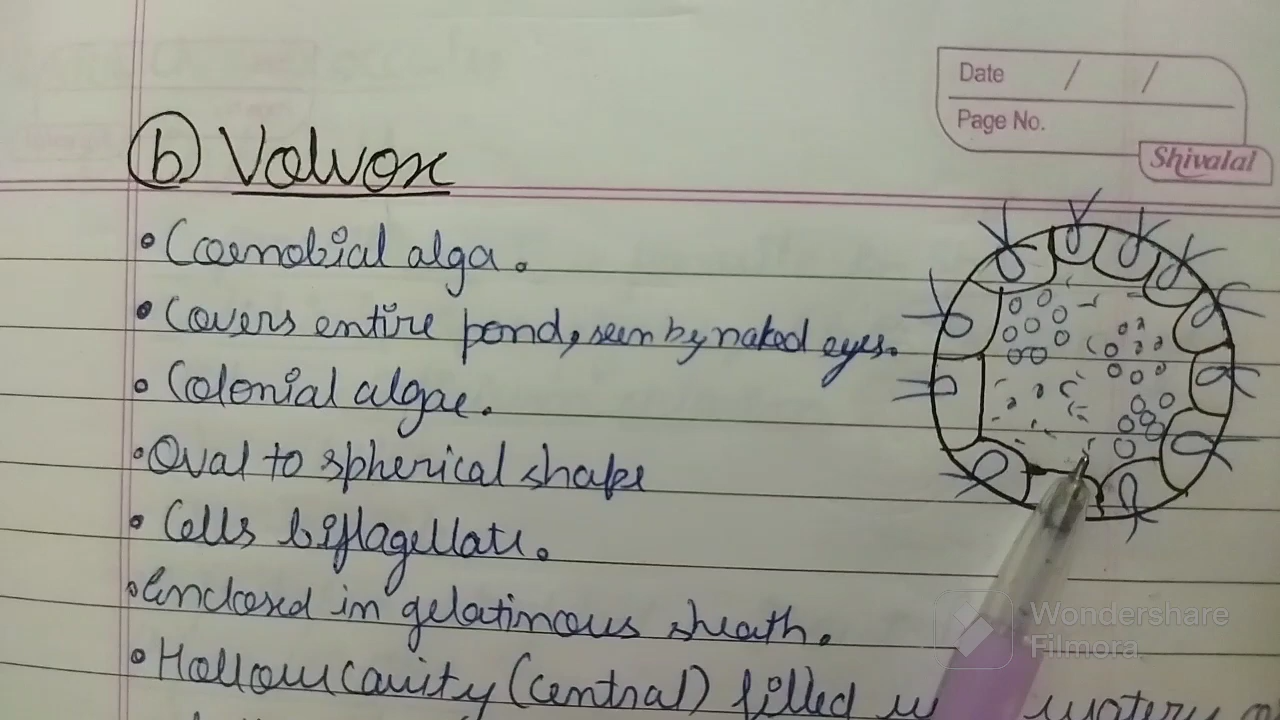 Date / /
Page No.
Shivalal
(b) Volvox
• Coenobial alga.
• Covers entire pond, seen by naked eyes.
• Colonial algae.
• Oval to spherical shape
• Cells biflagellate.
• Enclosed in gelatinous sheath.
• Hollow cavity (central) filled watery
Wondershare
Filmora